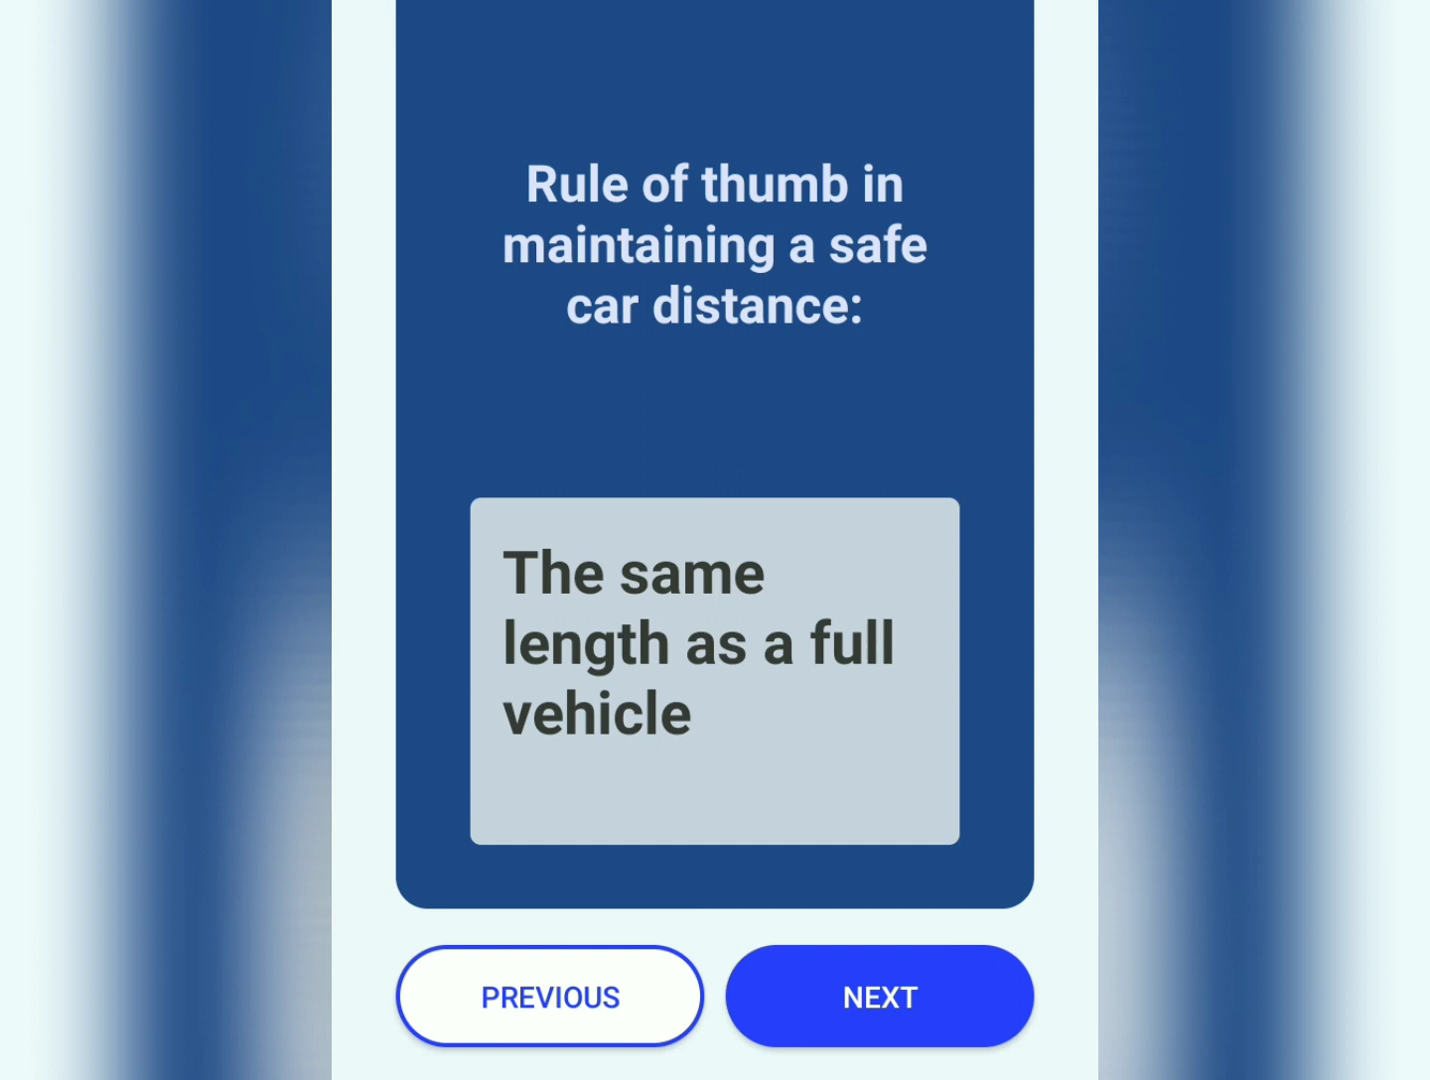 Rule of thumb in
maintaining a safe
car distance:
The same
length as a full
vehicle
PREVIOUS
NEXT